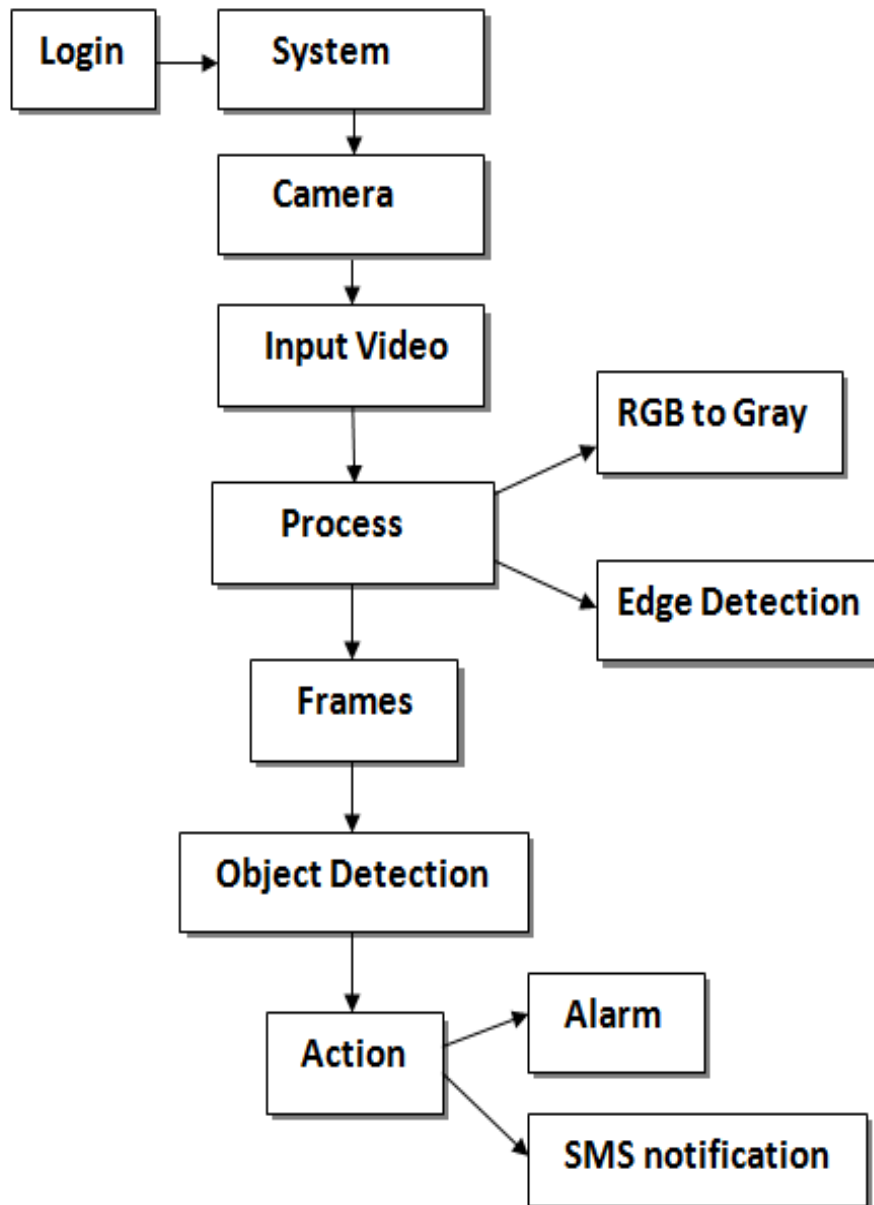 Login
System
Camera
Input Video
RGB to Gray
Process
Edge Detection
Frames
Object Detection
Alarm
Action
SMS notification